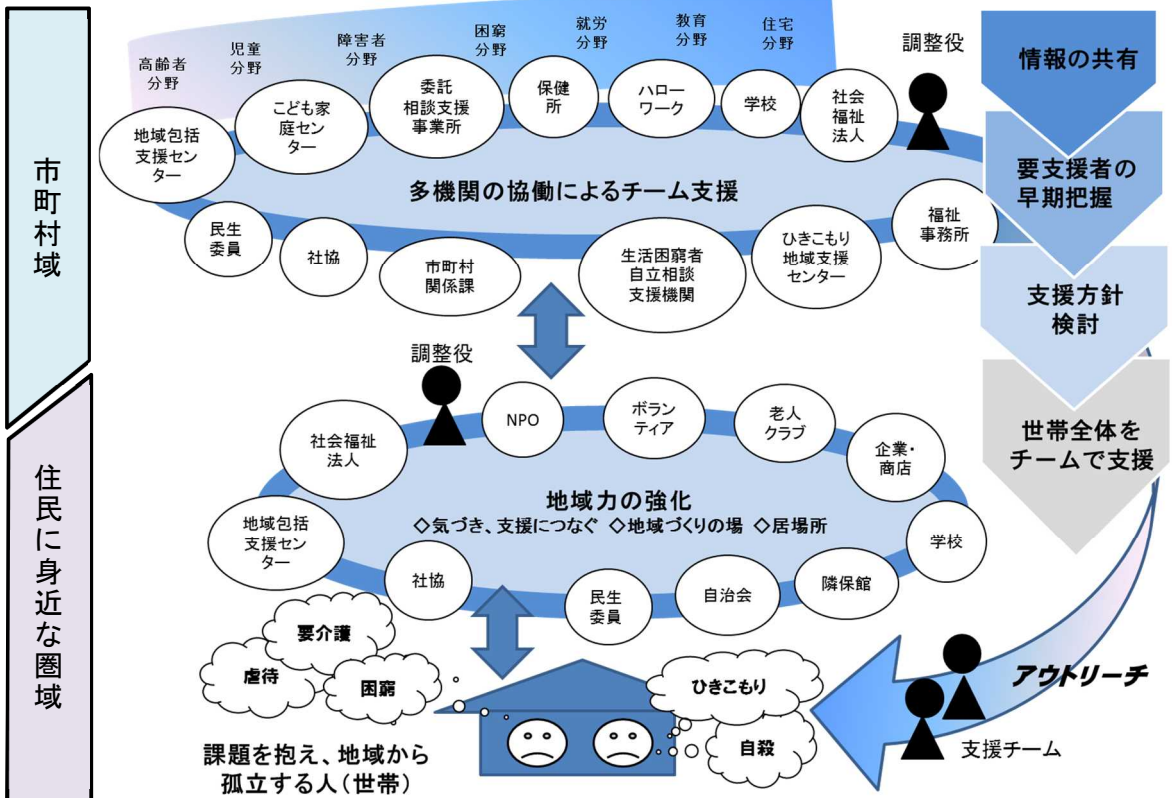 高齢者
分野
児童
分野
障害者
分野
困窮
分野
就労
分野
教育
分野
住宅
分野
調整役
情報の共有
要支援者の
早期把握
支援方針
検討
世帯全体を
チームで支援
市町村域
地域包括
支援セン
ター
こども家
庭セン
ター
委託
相談支援
事業所
保健
所
ハロー
ワーク
学校
社会
福祉
法人
多機関の協働によるチーム支援
民生
委員
社協
市町村
関係課
生活困窮者
自立相談
支援機関
ひきこもり
地域支援
センター
福祉
事務所
住民に身近な圏域
調整役
社会福祉
法人
NPO
ボラン
ティア
老人
クラブ
企業・
商店
地域力の強化
◇気づき、支援につなぐ ◇地域づくりの場 ◇居場所
地域包括
支援セン
ター
社協
民生
委員
自治会
隣保館
学校
要介護
虐待
困窮
ひきこもり
自殺
課題を抱え、地域から
孤立する人(世帯)
アウトリーチ
支援チーム